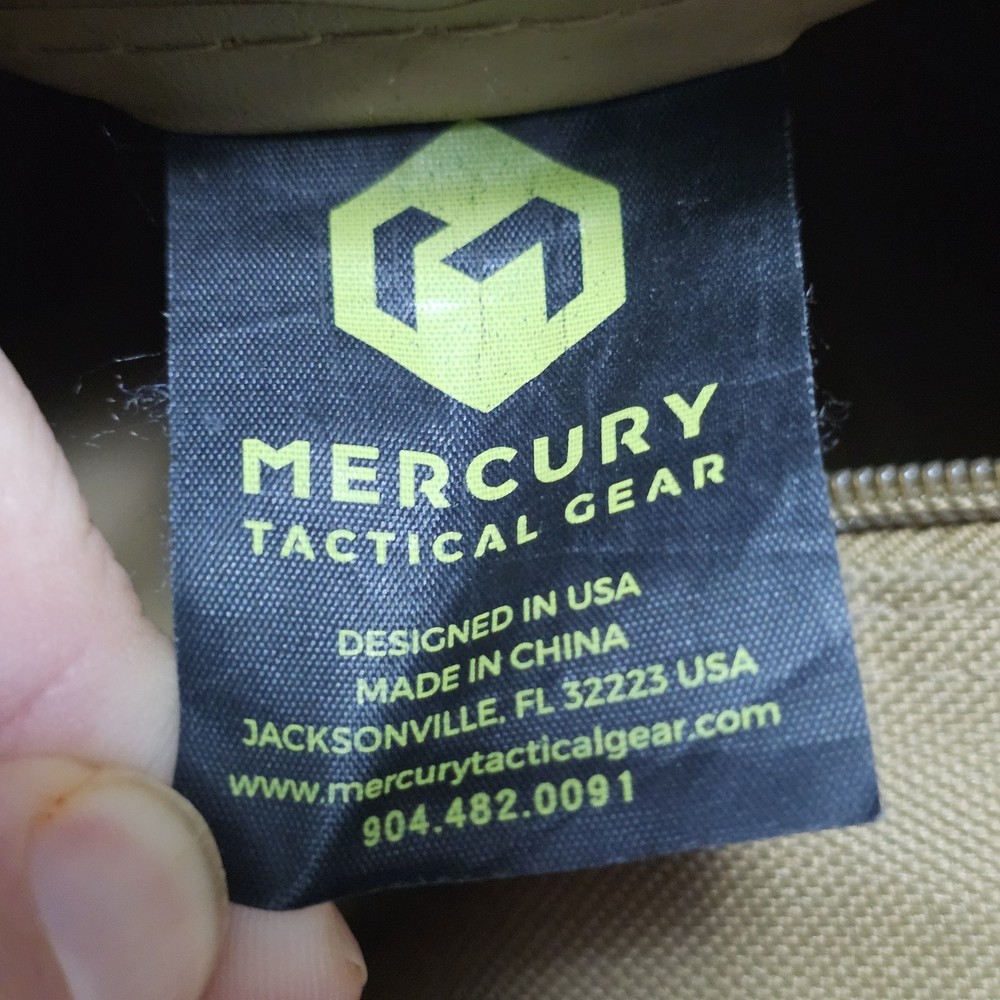 MERCURY
TACTICAL GEAR
DESIGNED IN USA
MADE IN CHINA
JACKSONVILLE, FL 32223 USA
www.mercurytacticalgear.com
904.482.0091